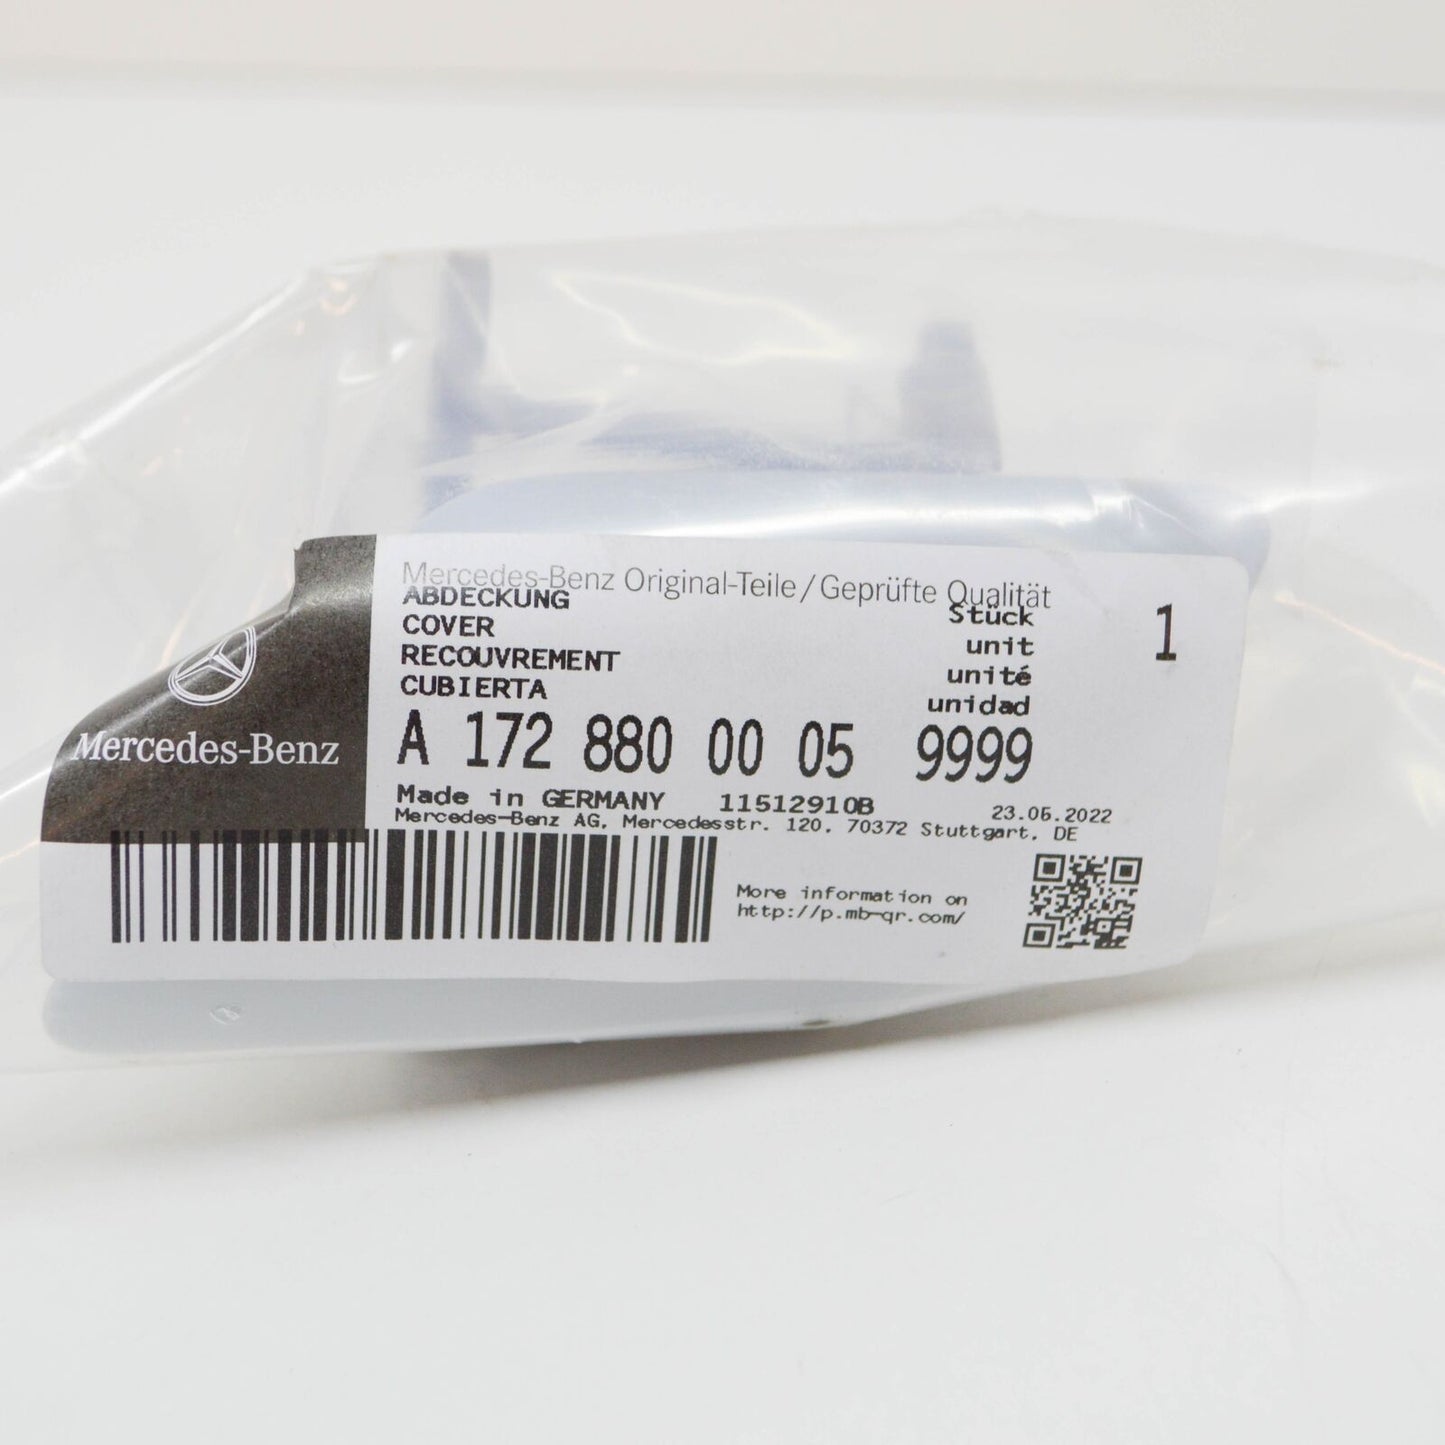 Mercedes-Benz Original-Teile / Geprüfte Qualität
ABDECKUNG
COVER
RECOUVREMENT
CUBIERTA
Stück
unit
unité
unidad
1
Mercedes-Benz
A 172 880 00 05 9999
Made in GERMANY 11512910B 23.06.2022
Mercedes-Benz AG, Mercedesstr. 120, 70372 Stuttgart, DE
More information on
http://p.mb-qr.com/